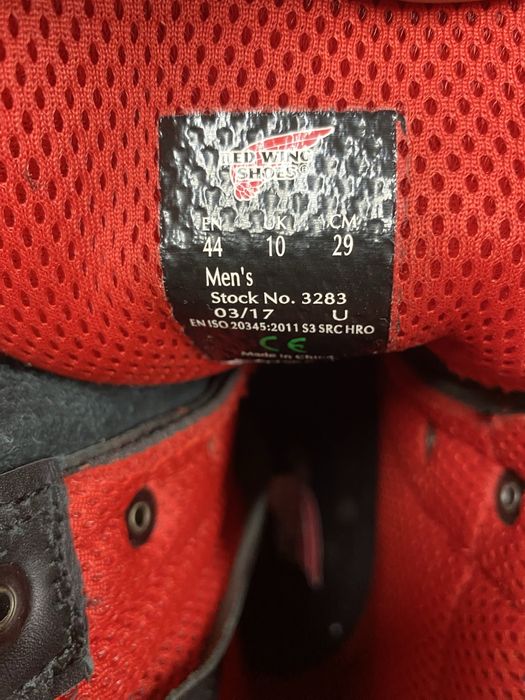 RED WING
SHOES®
EN UK CM
44 10 29
Men's
Stock No. 3283
03/17 U
EN ISO 20345:2011 S3 SRC HRO
CE
Made in China